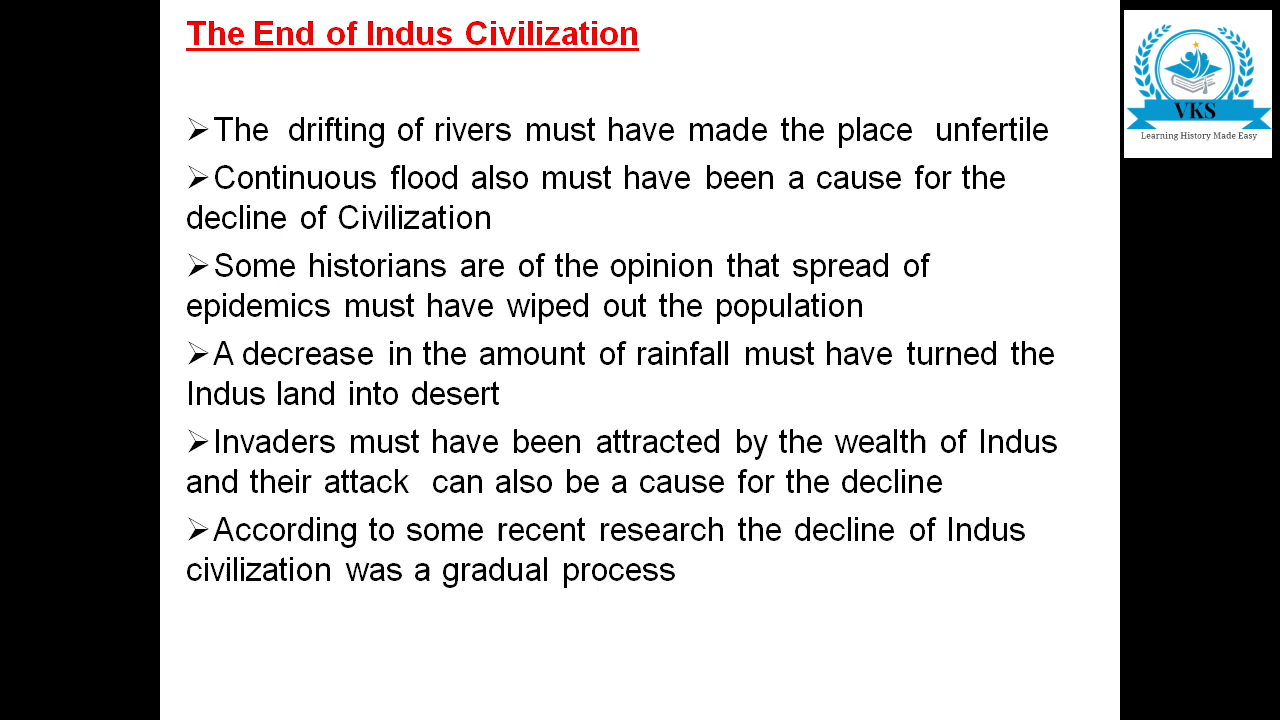 The End of Indus Civilization
➢The drifting of rivers must have made the place unfertile
➢Continuous flood also must have been a cause for the
decline of Civilization
➢Some historians are of the opinion that spread of
epidemics must have wiped out the population
➢A decrease in the amount of rainfall must have turned the
Indus land into desert
➢Invaders must have been attracted by the wealth of Indus
and their attack can also be a cause for the decline
➢According to some recent research the decline of Indus
civilization was a gradual process
VKS
Learning History Made Easy